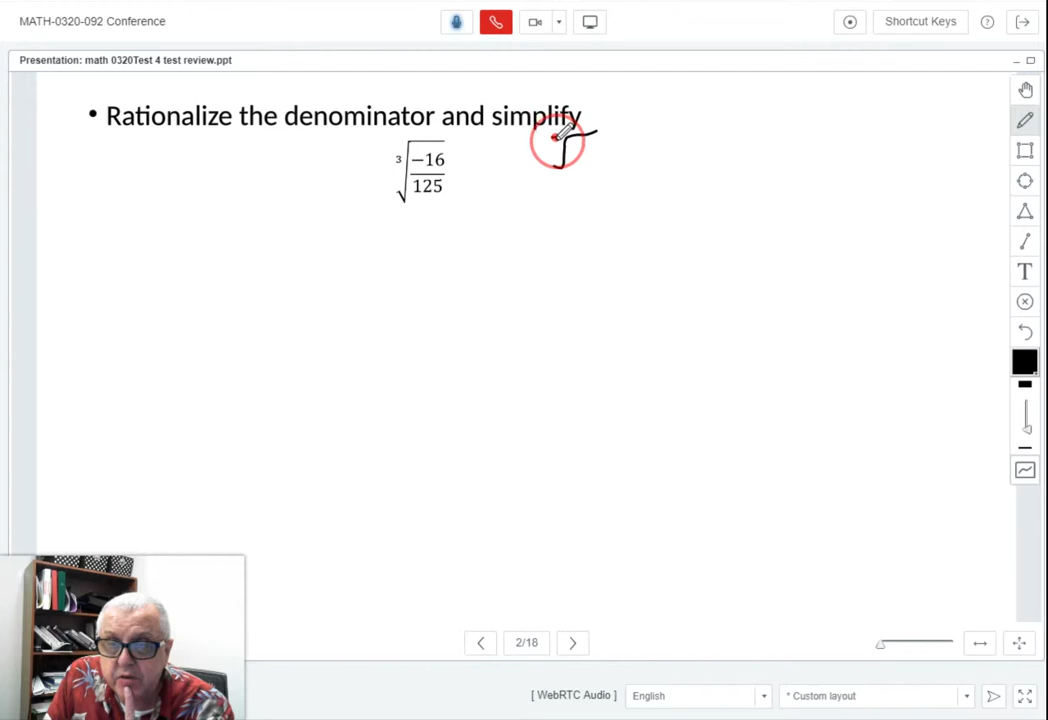 MATH-0320-092 Conference
Shortcut Keys
Presentation: math 0320Test 4 test review.ppt
• Rationalize the denominator and simplify
∛(−16/125)
T
2/18
[ WebRTC Audio ] English * Custom layout